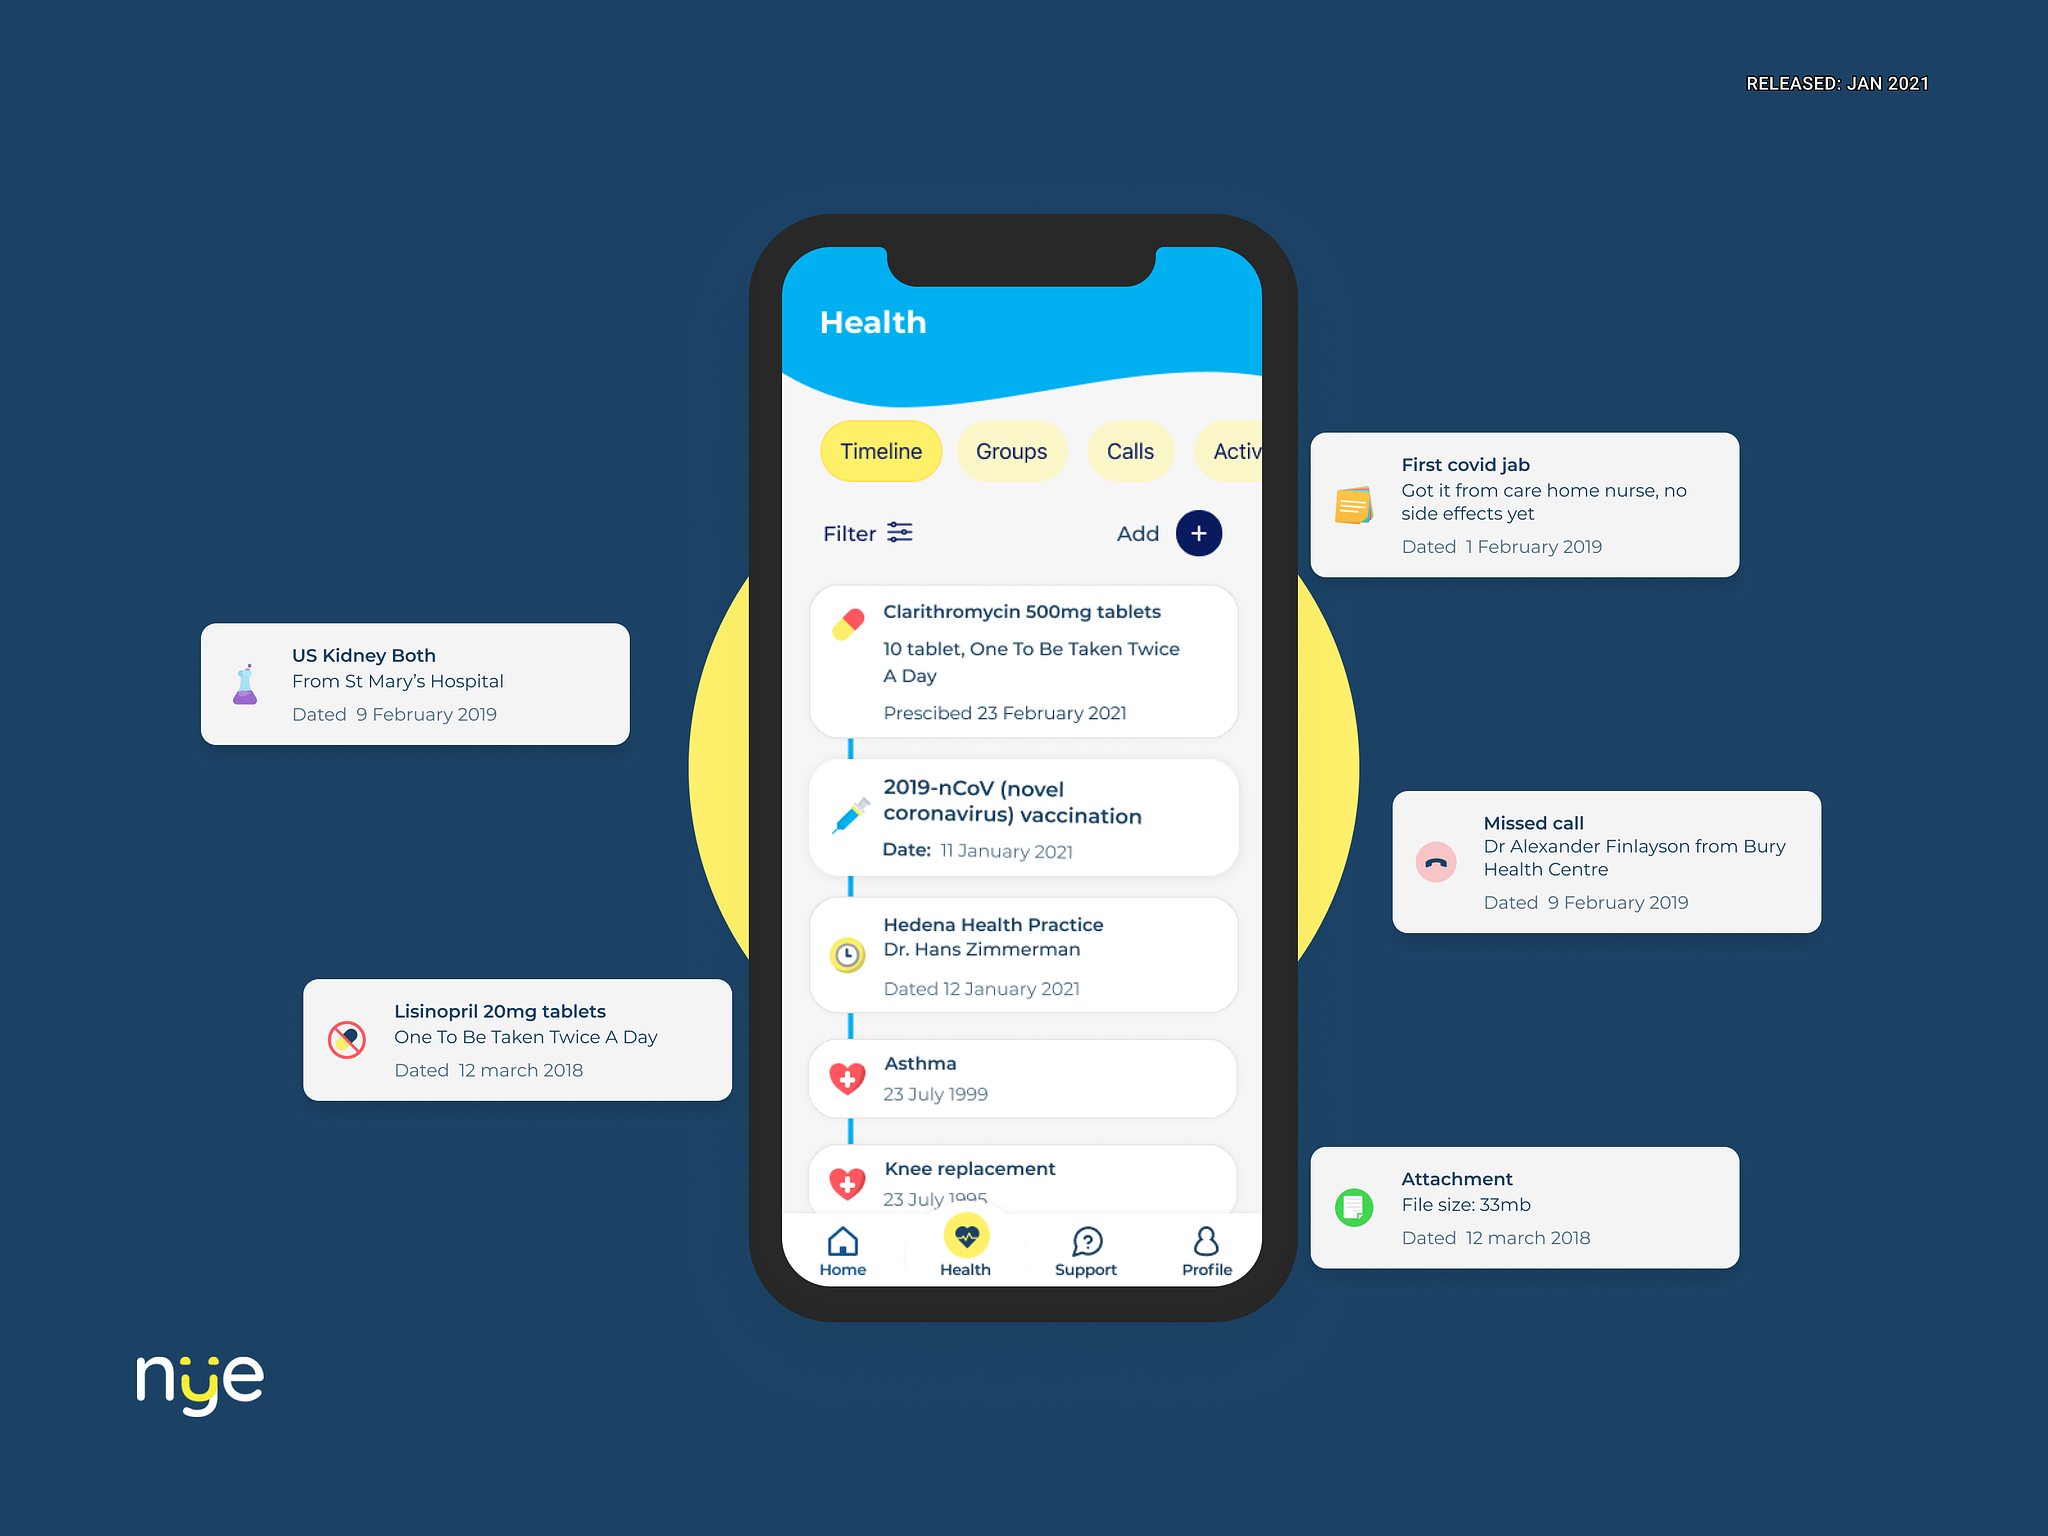 RELEASED: JAN 2021
Health
Timeline
Groups
Calls
Activ
Filter
Add
Clarithromycin 500mg tablets
10 tablet, One To Be Taken Twice
A Day
Prescibed 23 February 2021
2019-nCoV (novel
coronavirus) vaccination
Date: 11 January 2021
Hedena Health Practice
Dr. Hans Zimmerman
Dated 12 January 2021
Asthma
23 July 1999
Knee replacement
23 July 1995
Home
Health
Support
Profile
US Kidney Both
From St Mary's Hospital
Dated 9 February 2019
Lisinopril 20mg tablets
One To Be Taken Twice A Day
Dated 12 march 2018
First covid jab
Got it from care home nurse, no
side effects yet
Dated 1 February 2019
Missed call
Dr Alexander Finlayson from Bury
Health Centre
Dated 9 February 2019
Attachment
File size: 33mb
Dated 12 march 2018
nye